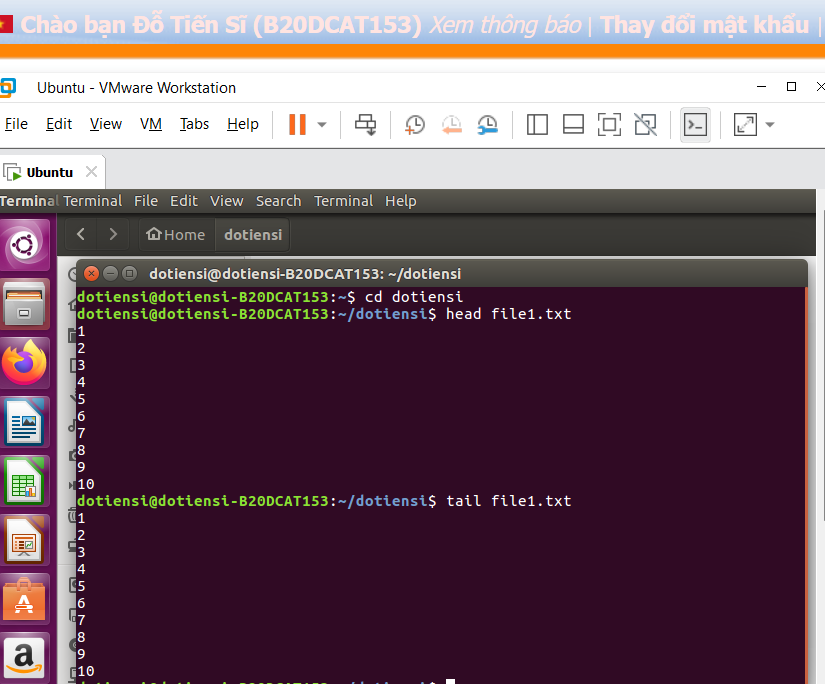 Chào bạn Đỗ Tiến Sĩ (B20DCAT153) Xem thông báo | Thay đổi mật khẩu |
Ubuntu - VMware Workstation
File Edit View VM Tabs Help
Ubuntu
Terminal Terminal File Edit View Search Terminal Help
Home dotiensi
dotiensi@dotiensi-B20DCAT153: ~/dotiensi
dotiensi@dotiensi-B20DCAT153:~$ cd dotiensi
dotiensi@dotiensi-B20DCAT153:~/dotiensi$ head file1.txt
1
2
3
4
5
6
7
8
9
10
dotiensi@dotiensi-B20DCAT153:~/dotiensi$ tail file1.txt
1
2
3
4
5
6
7
8
9
10